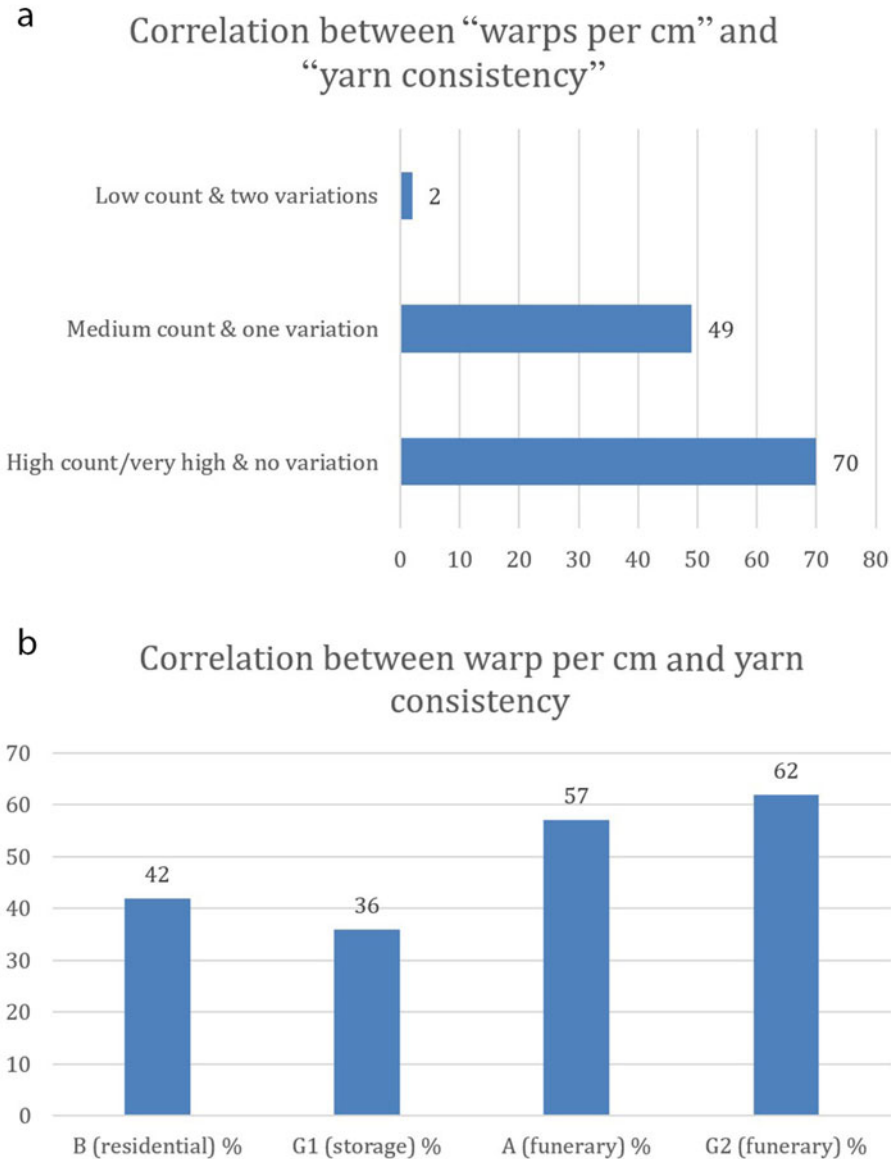 a
Correlation between “warps per cm” and
“yarn consistency”
Low count & two variations
2
Medium count & one variation
49
High count/very high & no variation
70
0 10 20 30 40 50 60 70 80
b
Correlation between warp per cm and yarn
consistency
70
60
50
40
30
20
10
0
42
36
57
62
B (residential) % G1 (storage) % A (funerary) % G2 (funerary) %